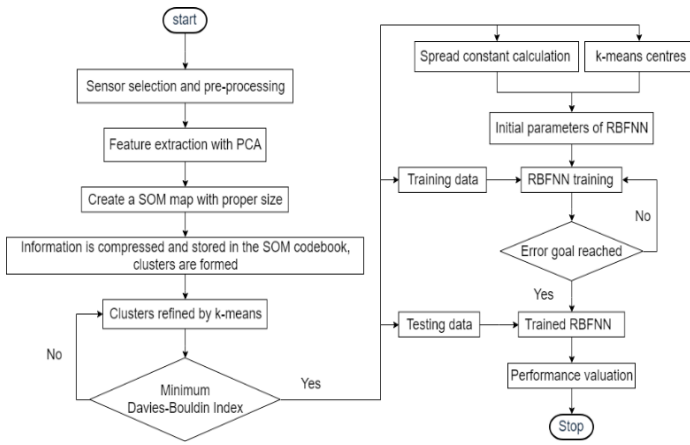 start
Sensor selection and pre-processing
Feature extraction with PCA
Create a SOM map with proper size
Information is compressed and stored in the SOM codebook,
clusters are formed
Clusters refined by k-means
No
Minimum
Davies-Bouldin Index
Yes
Spread constant calculation
k-means centres
Initial parameters of RBFNN
Training data
RBFNN training
No
Error goal reached
Yes
Testing data
Trained RBFNN
Performance valuation
Stop